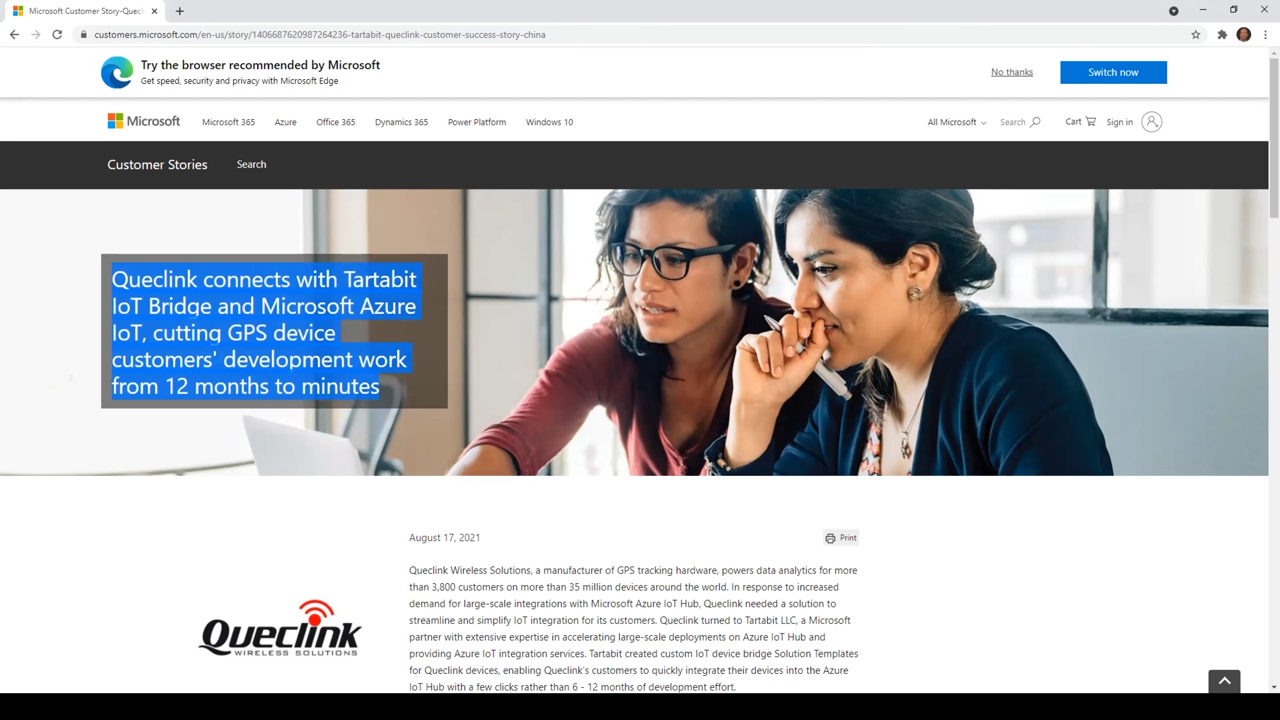 Microsoft Customer Story-Quecl
customers.microsoft.com/en-us/story/1406687620987264236-tartabit-queclink-customer-success-story-china
Try the browser recommended by Microsoft
Get speed, security and privacy with Microsoft Edge
No thanks
Switch now
Microsoft
Microsoft 365
Azure
Office 365
Dynamics 365
Power Platform
Windows 10
All Microsoft
Search
Cart
Sign in
Customer Stories
Search
Queclink connects with Tartabit
IoT Bridge and Microsoft Azure
IoT, cutting GPS device
customers' development work
from 12 months to minutes
August 17, 2021
Print
Queclink Wireless Solutions, a manufacturer of GPS tracking hardware, powers data analytics for more
than 3,800 customers on more than 35 million devices around the world. In response to increased
demand for large-scale integrations with Microsoft Azure IoT Hub, Queclink needed a solution to
streamline and simplify IoT integration for its customers. Queclink turned to Tartabit LLC, a Microsoft
partner with extensive expertise in accelerating large-scale deployments on Azure IoT Hub and
providing Azure IoT integration services. Tartabit created custom IoT device bridge Solution Templates
for Queclink devices, enabling Queclink's customers to quickly integrate their devices into the Azure
IoT Hub with a few clicks rather than 6 - 12 months of development effort.
Queclink
WIRELESS SOLUTIONS